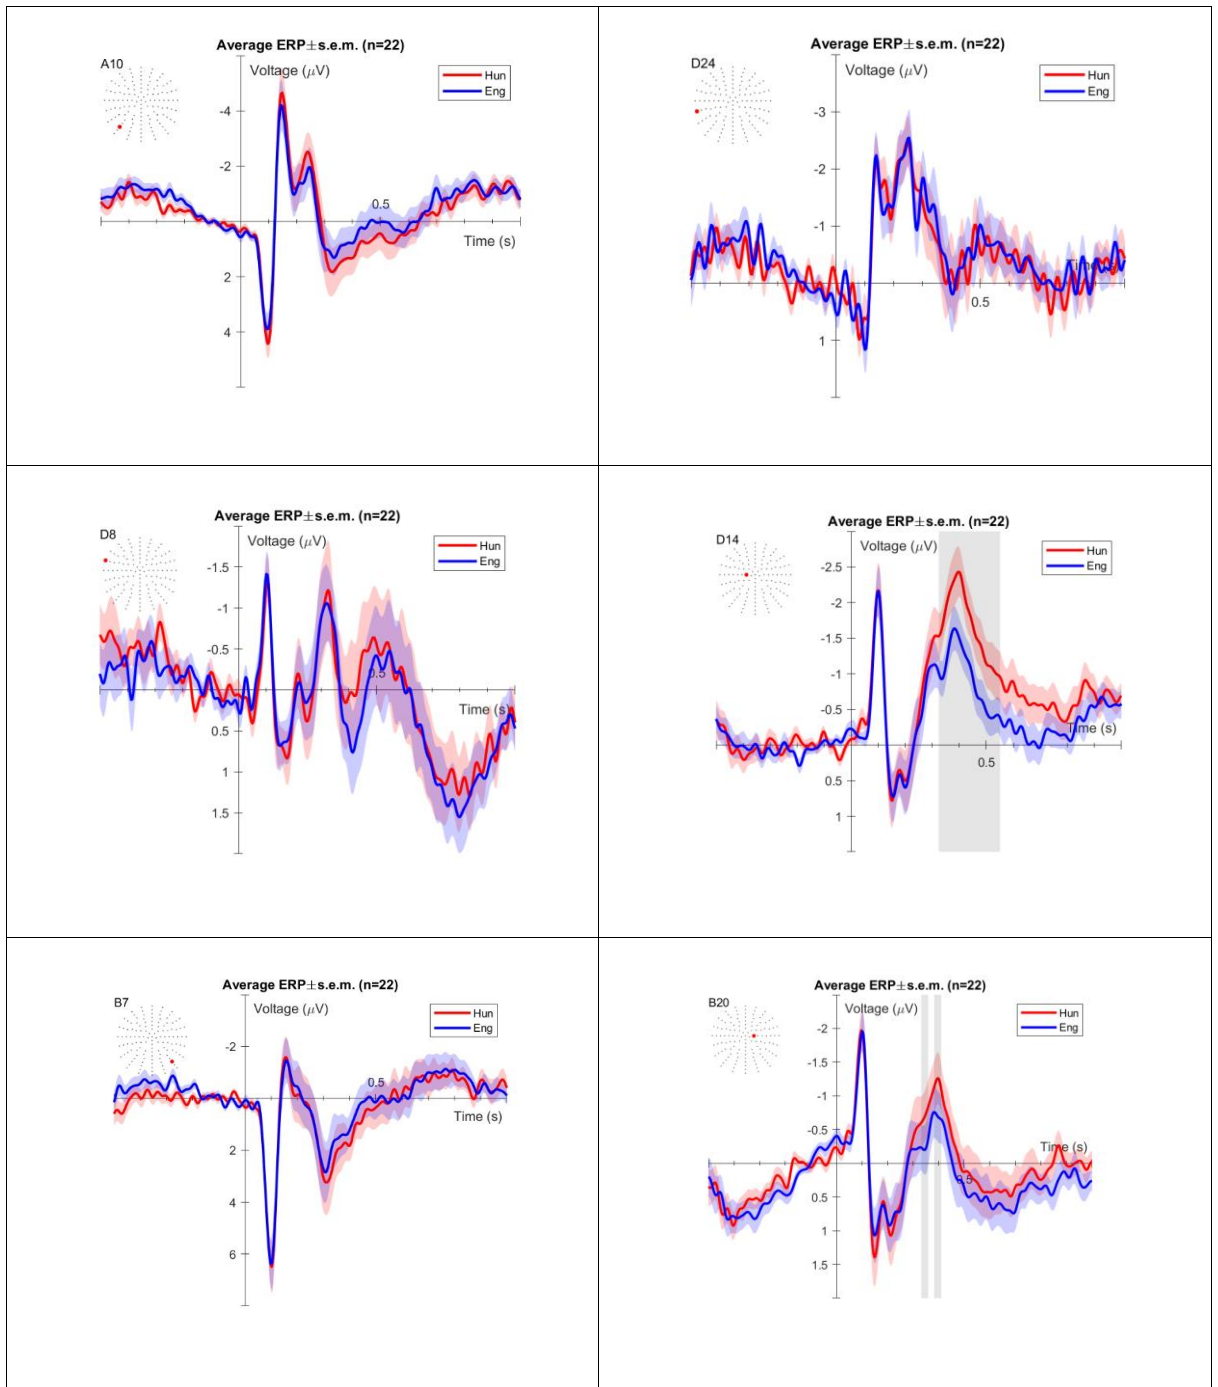 Average ERP±s.e.m. (n=22)
A10
Voltage (μV)
Hun
Eng
-4
-2
0.5
Time (s)
2
4
Average ERP±s.e.m. (n=22)
D24
Voltage (μV)
Hun
Eng
-3
-2
-1
Time (s)
0.5
1
Average ERP±s.e.m. (n=22)
D8
Voltage (μV)
Hun
Eng
-1.5
-1
-0.5
0.5
Time (s)
0.5
1
1.5
Average ERP±s.e.m. (n=22)
D14
Voltage (μV)
Hun
Eng
-2.5
-2
-1.5
-1
-0.5
Time (s)
0.5
0.5
1
Average ERP±s.e.m. (n=22)
B7
Voltage (μV)
Hun
Eng
-2
0.5
Time (s)
2
4
6
Average ERP±s.e.m. (n=22)
B20
Voltage (μV)
Hun
Eng
-2
-1.5
-1
-0.5
Time (s)
0.5
0.5
1
1.5